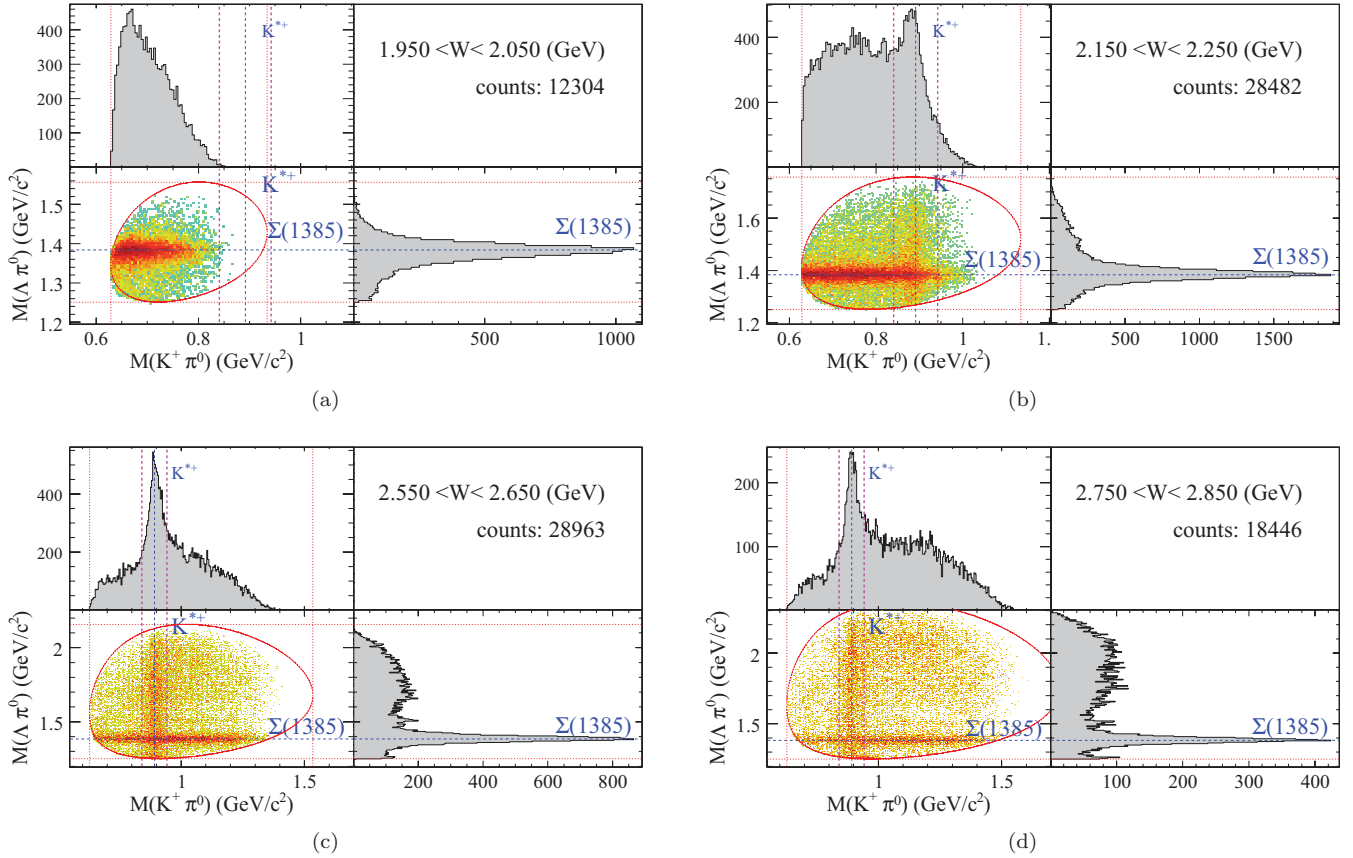 400
300
200
100
K*+
1.950 <W< 2.050 (GeV)
counts: 12304
M(Λ π⁰) (GeV/c²)
1.5
1.4
1.3
1.2
K*+
Σ(1385)
Σ(1385)
0.6 0.8 1
500 1000
M(K⁺ π⁰) (GeV/c²)
(a)
400
200
K*+
2.150 <W< 2.250 (GeV)
counts: 28482
M(Λ π⁰) (GeV/c²)
1.6
1.4
1.2
K*+
Σ(1385)
Σ(1385)
0.6 0.8 1 1.
500 1000 1500
M(K⁺ π⁰) (GeV/c²)
(b)
400
200
K*+
2.550 <W< 2.650 (GeV)
counts: 28963
M(Λ π⁰) (GeV/c²)
2
1.5
K*+
Σ(1385)
Σ(1385)
1 1.5
200 400 600 800
M(K⁺ π⁰) (GeV/c²)
(c)
200
100
K*+
2.750 <W< 2.850 (GeV)
counts: 18446
M(Λ π⁰) (GeV/c²)
2
1.5
K*+
Σ(1385)
Σ(1385)
1 1.5
100 200 300 400
M(K⁺ π⁰) (GeV/c²)
(d)